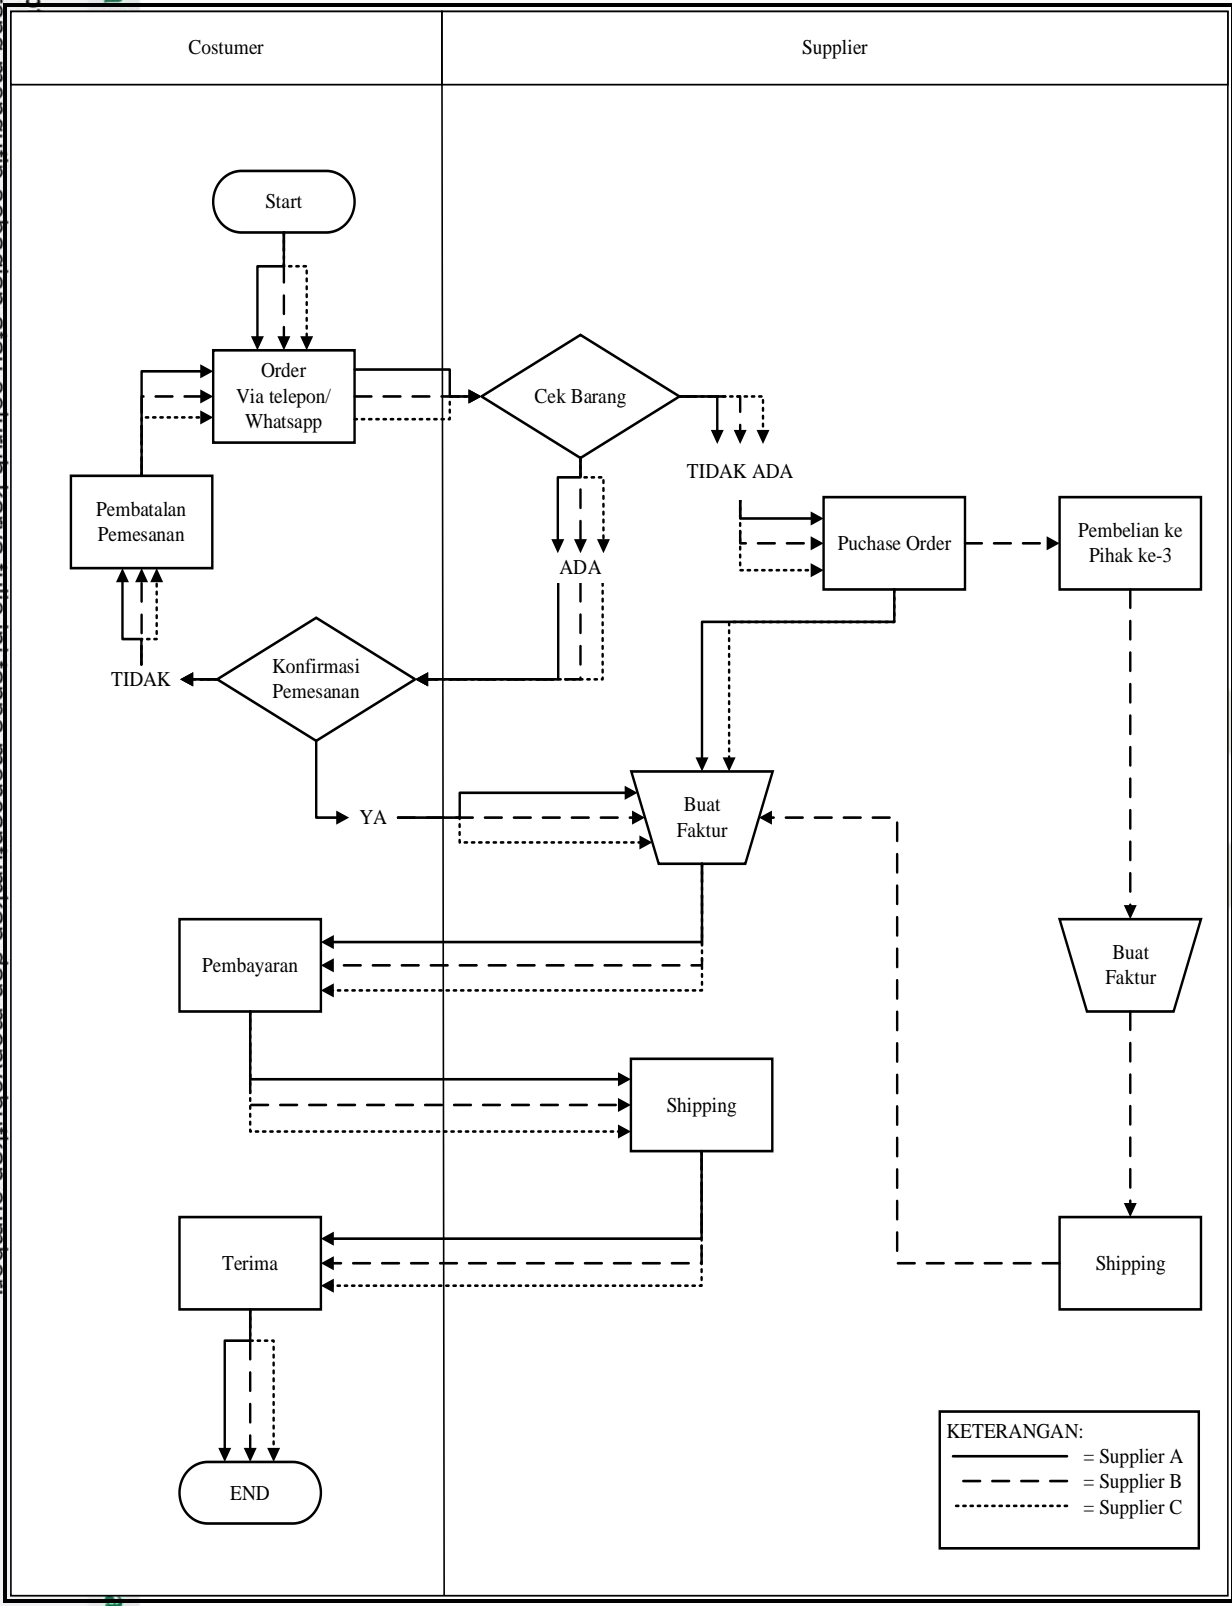 Costumer
Supplier
Start
Order
Via telepon/
Whatsapp
Cek Barang
TIDAK ADA
Pembatalan
Pemesanan
Puchase Order
Pembelian ke
Pihak ke-3
ADA
Konfirmasi
Pemesanan
TIDAK
YA
Buat
Faktur
Pembayaran
Buat
Faktur
Shipping
Terima
Shipping
END
KETERANGAN:
= Supplier A
= Supplier B
= Supplier C